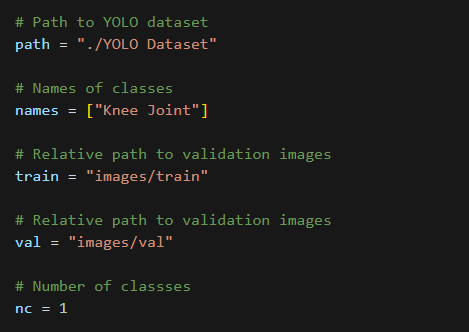 # Path to YOLO dataset
path = "./YOLO Dataset"
# Names of classes
names = ["Knee Joint"]
# Relative path to validation images
train = "images/train"
# Relative path to validation images
val = "images/val"
# Number of classses
nc = 1